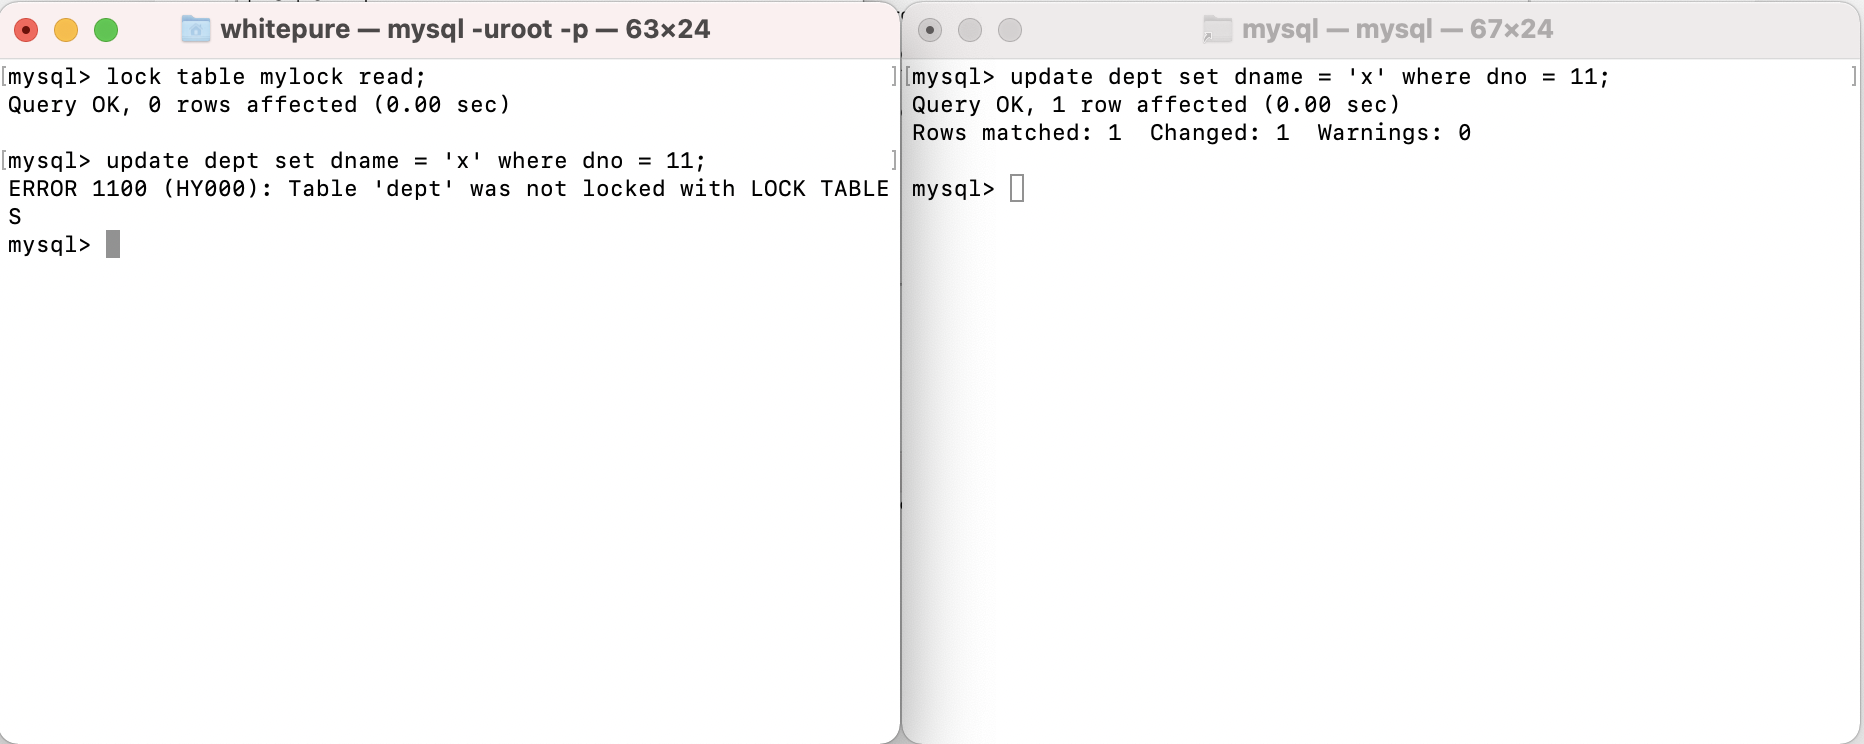 whitepure — mysql -uroot -p — 63×24
[mysql> lock table mylock read; ]
Query OK, 0 rows affected (0.00 sec)
[mysql> update dept set dname = 'x' where dno = 11; ]
ERROR 1100 (HY000): Table 'dept' was not locked with LOCK TABLE
S
mysql>
mysql — mysql — 67×24
[mysql> update dept set dname = 'x' where dno = 11; ]
Query OK, 1 row affected (0.00 sec)
Rows matched: 1  Changed: 1  Warnings: 0
mysql>